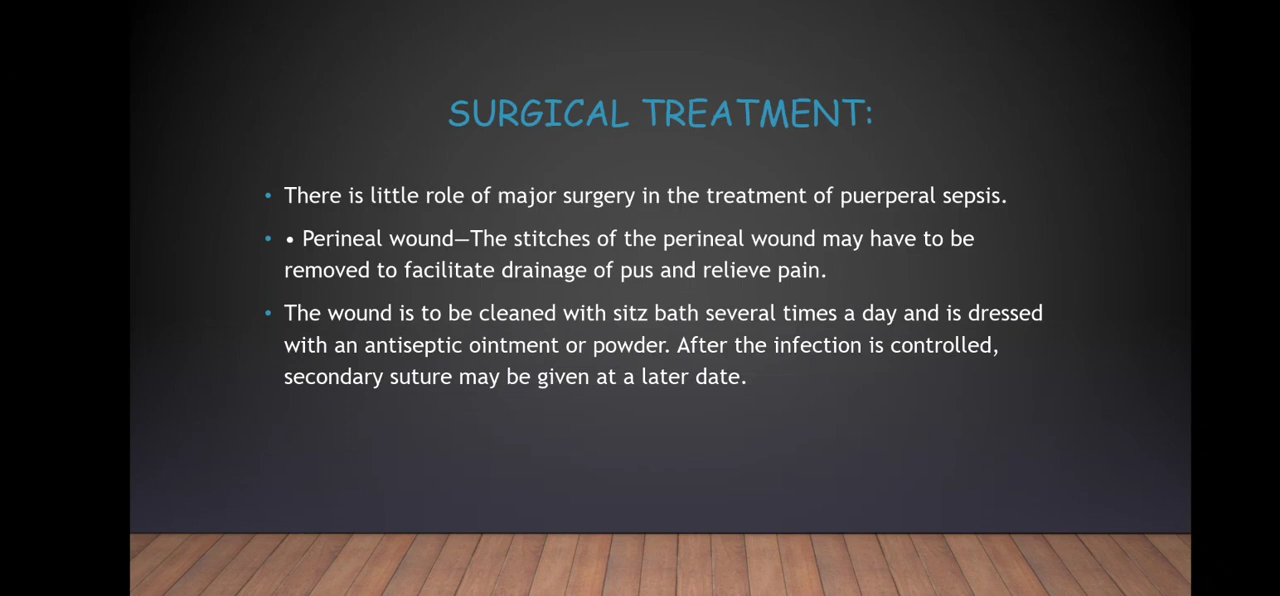 SURGICAL TREATMENT:
• There is little role of major surgery in the treatment of puerperal sepsis.
• • Perineal wound—The stitches of the perineal wound may have to be
removed to facilitate drainage of pus and relieve pain.
• The wound is to be cleaned with sitz bath several times a day and is dressed
with an antiseptic ointment or powder. After the infection is controlled,
secondary suture may be given at a later date.